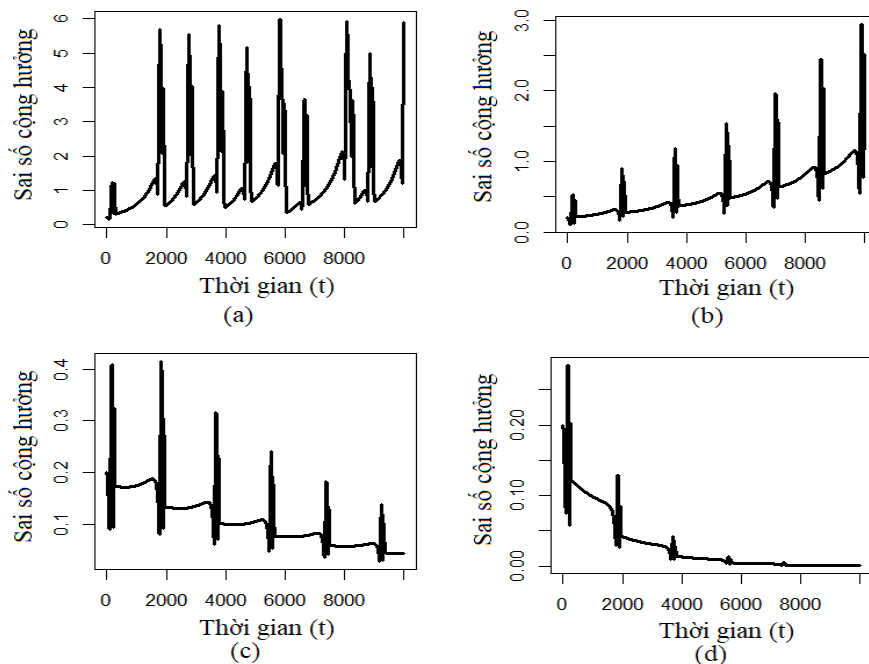 Sai số cộng hưởng
6
5
4
3
2
1
0
0 2000 4000 6000 8000
Thời gian (t)
(a)
Sai số cộng hưởng
3.0
2.0
1.0
0.0
0 2000 4000 6000 8000
Thời gian (t)
(b)
Sai số cộng hưởng
0.4
0.3
0.2
0.1
0 2000 4000 6000 8000
Thời gian (t)
(c)
Sai số cộng hưởng
0.20
0.10
0.00
0 2000 4000 6000 8000
Thời gian (t)
(d)